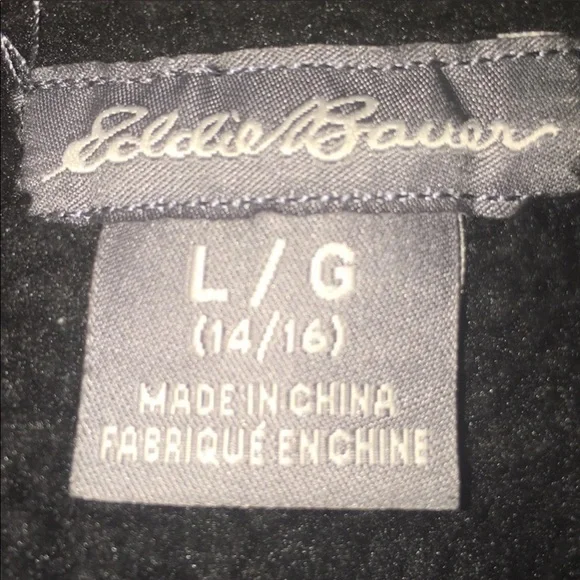 Eddie Bauer
L / G
(14/16)
MADE IN CHINA
FABRIQUÉ EN CHINE